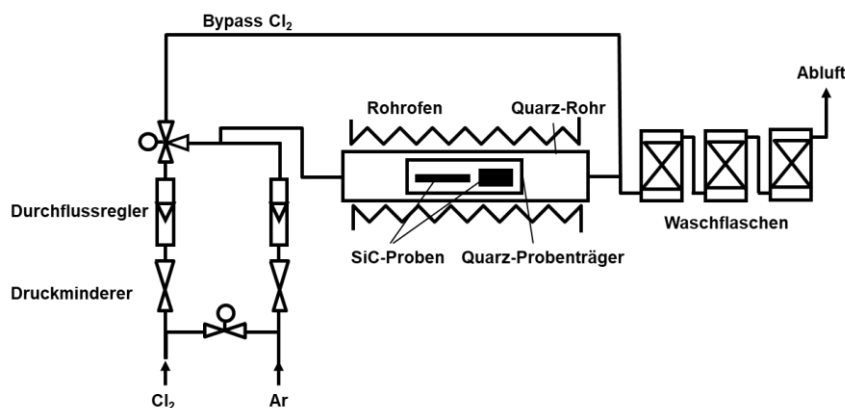 Bypass Cl₂
Abluft
Rohrofen
Quarz-Rohr
Durchflussregler
Waschflaschen
SiC-Proben
Quarz-Probenträger
Druckminderer
Cl₂
Ar